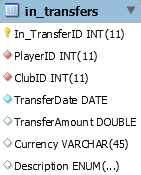 in_transfers
In_TransferID INT(11)
PlayerID INT(11)
ClubID INT(11)
TransferDate DATE
TransferAmount DOUBLE
Currency VARCHAR(45)
Description ENUM(...)